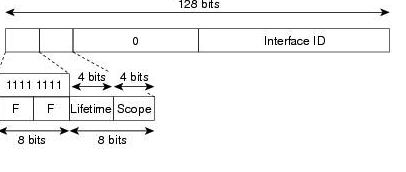 128 bits
0 Interface ID
1111 1111 4 bits 4 bits
F F Lifetime Scope
8 bits 8 bits